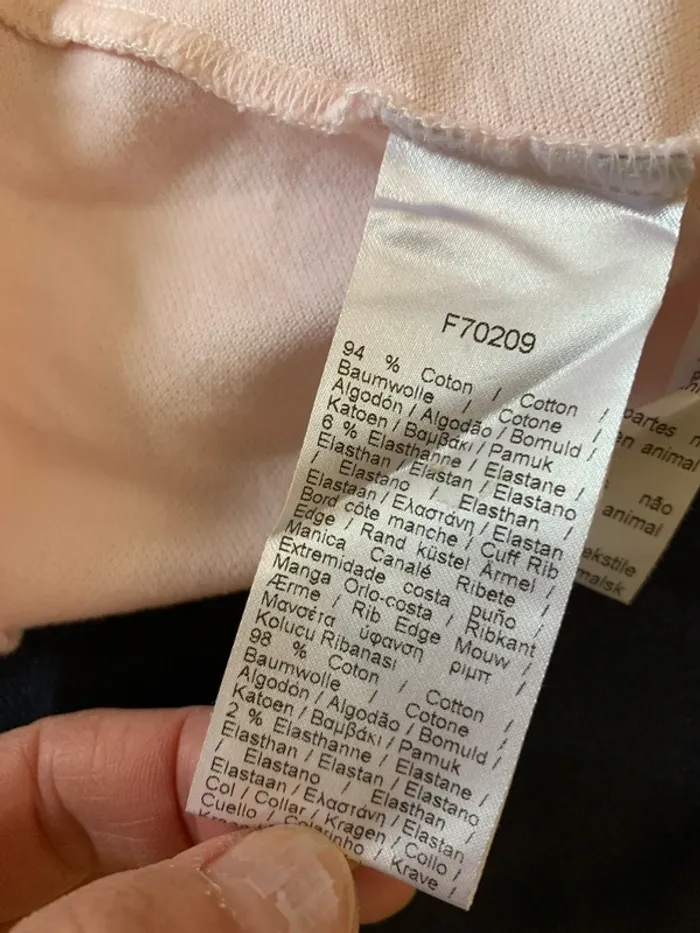 F70209
94 % Coton / Cotton /
Baumwolle / Cotone /
Algodón / Algodão / Bomuld /
Katoen / Βαμβάκι / Pamuk
6 % Elasthanne / Elastane /
Elasthan / Elastan / Elastano
/ Elastano / Elasthan /
Elastaan / Ελαστάνη / Elastan
Bord côte manche / Cuff Rib
Edge / Rand küstel Ärmel /
Manica Canalé Ribete /
Extremidade costa puño /
Manga Orlo-costa / Ribkant
Ærme / Rib Edge Mouw /
Μανσέτα ύφανση ριμπ /
Kolucu Ribanasi
98 % Coton / Cotton /
Baumwolle / Cotone /
Algodón / Algodão / Bomuld /
Katoen / Βαμβάκι / Pamuk
2 % Elasthanne / Elastane /
Elasthan / Elastan / Elastano
/ Elastano / Elasthan /
Elastaan / Ελαστάνη / Elastan
Col / Collar / Kragen / Collo /
Cuello / Colarinho / Krave /
partes
animal
não
animal